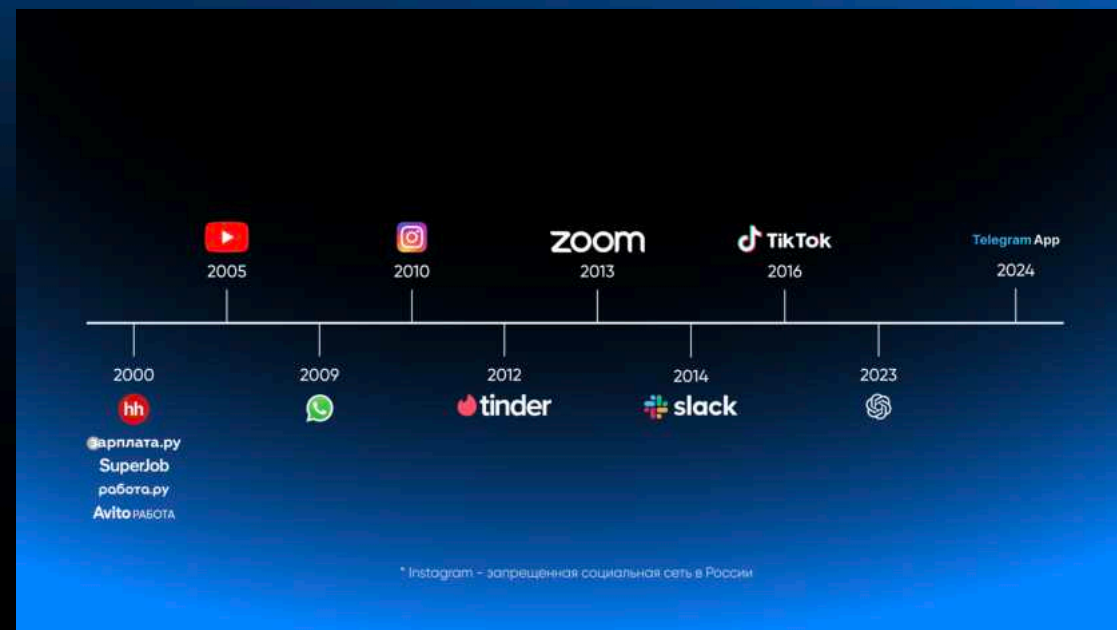 zoom
TikTok
Telegram App
2005
2010
2013
2016
2024
2000
2009
2012
2014
2023
hh
tinder
slack
зарплата.ру
SuperJob
работа.ру
Avito РАБОТА
* Instagram – запрещенная социальная сеть в России